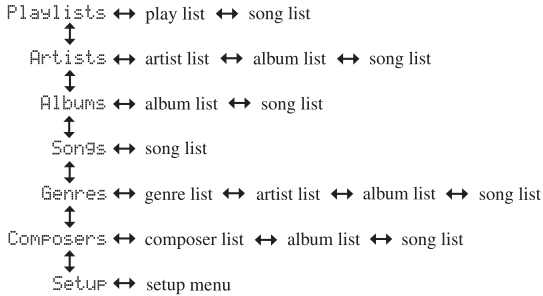 Playlists ↔ play list ↔ song list
Artists ↔ artist list ↔ album list ↔ song list
Albums ↔ album list ↔ song list
Songs ↔ song list
Genres ↔ genre list ↔ artist list ↔ album list ↔ song list
Composers ↔ composer list ↔ album list ↔ song list
Setup ↔ setup menu